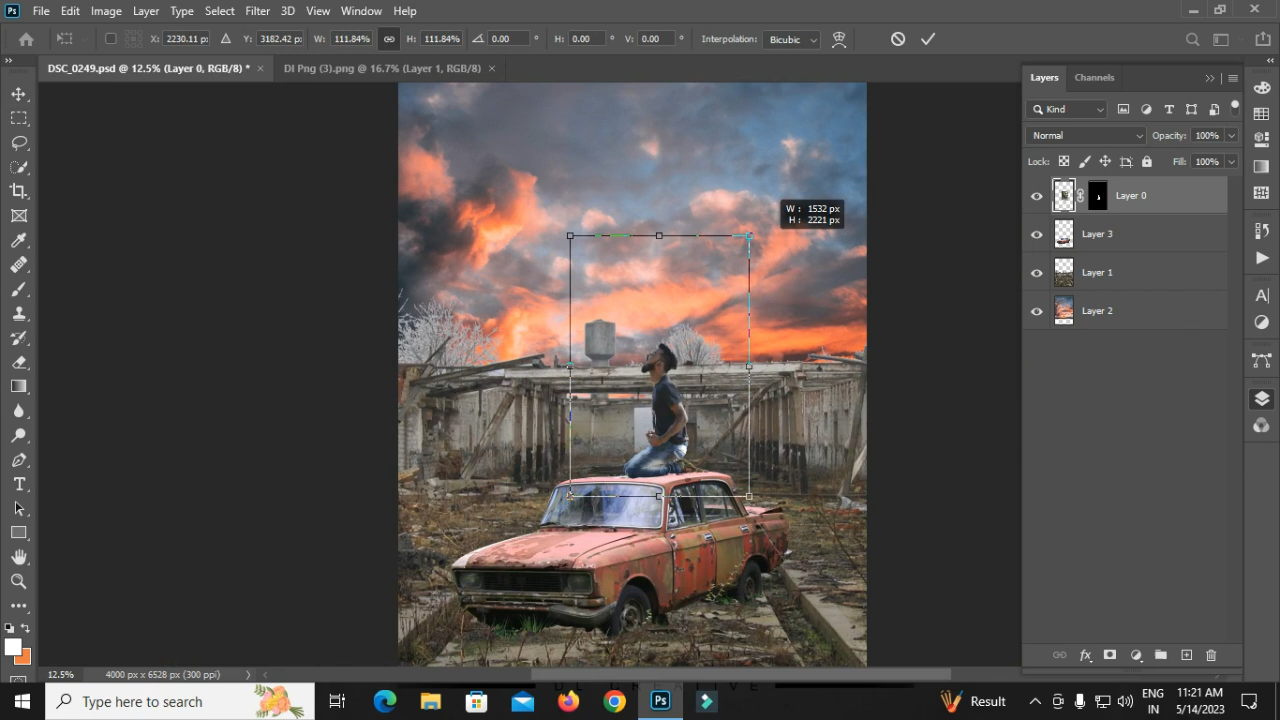 Ps File Edit Image Layer Type Select Filter 3D View Window Help
X: 2230.11 p: Y: 3182.42 p: W: 111.84% H: 111.84% 0.00 ° H: 0.00 ° V: 0.00 ° Interpolation: Bicubic
DSC_0249.psd @ 12.5% (Layer 0, RGB/8) * × DI Png (3).png @ 16.7% (Layer 1, RGB/8) ×
Layers Channels
Kind
Normal Opacity: 100%
Lock: Fill: 100%
Layer 0
W : 1532 px
H : 2221 px
Layer 3
Layer 1
Layer 2
12.5% 4000 px x 6528 px (300 ppi)
Type here to search
Ps
Result
ENG
IN
11:21 AM
5/14/2023